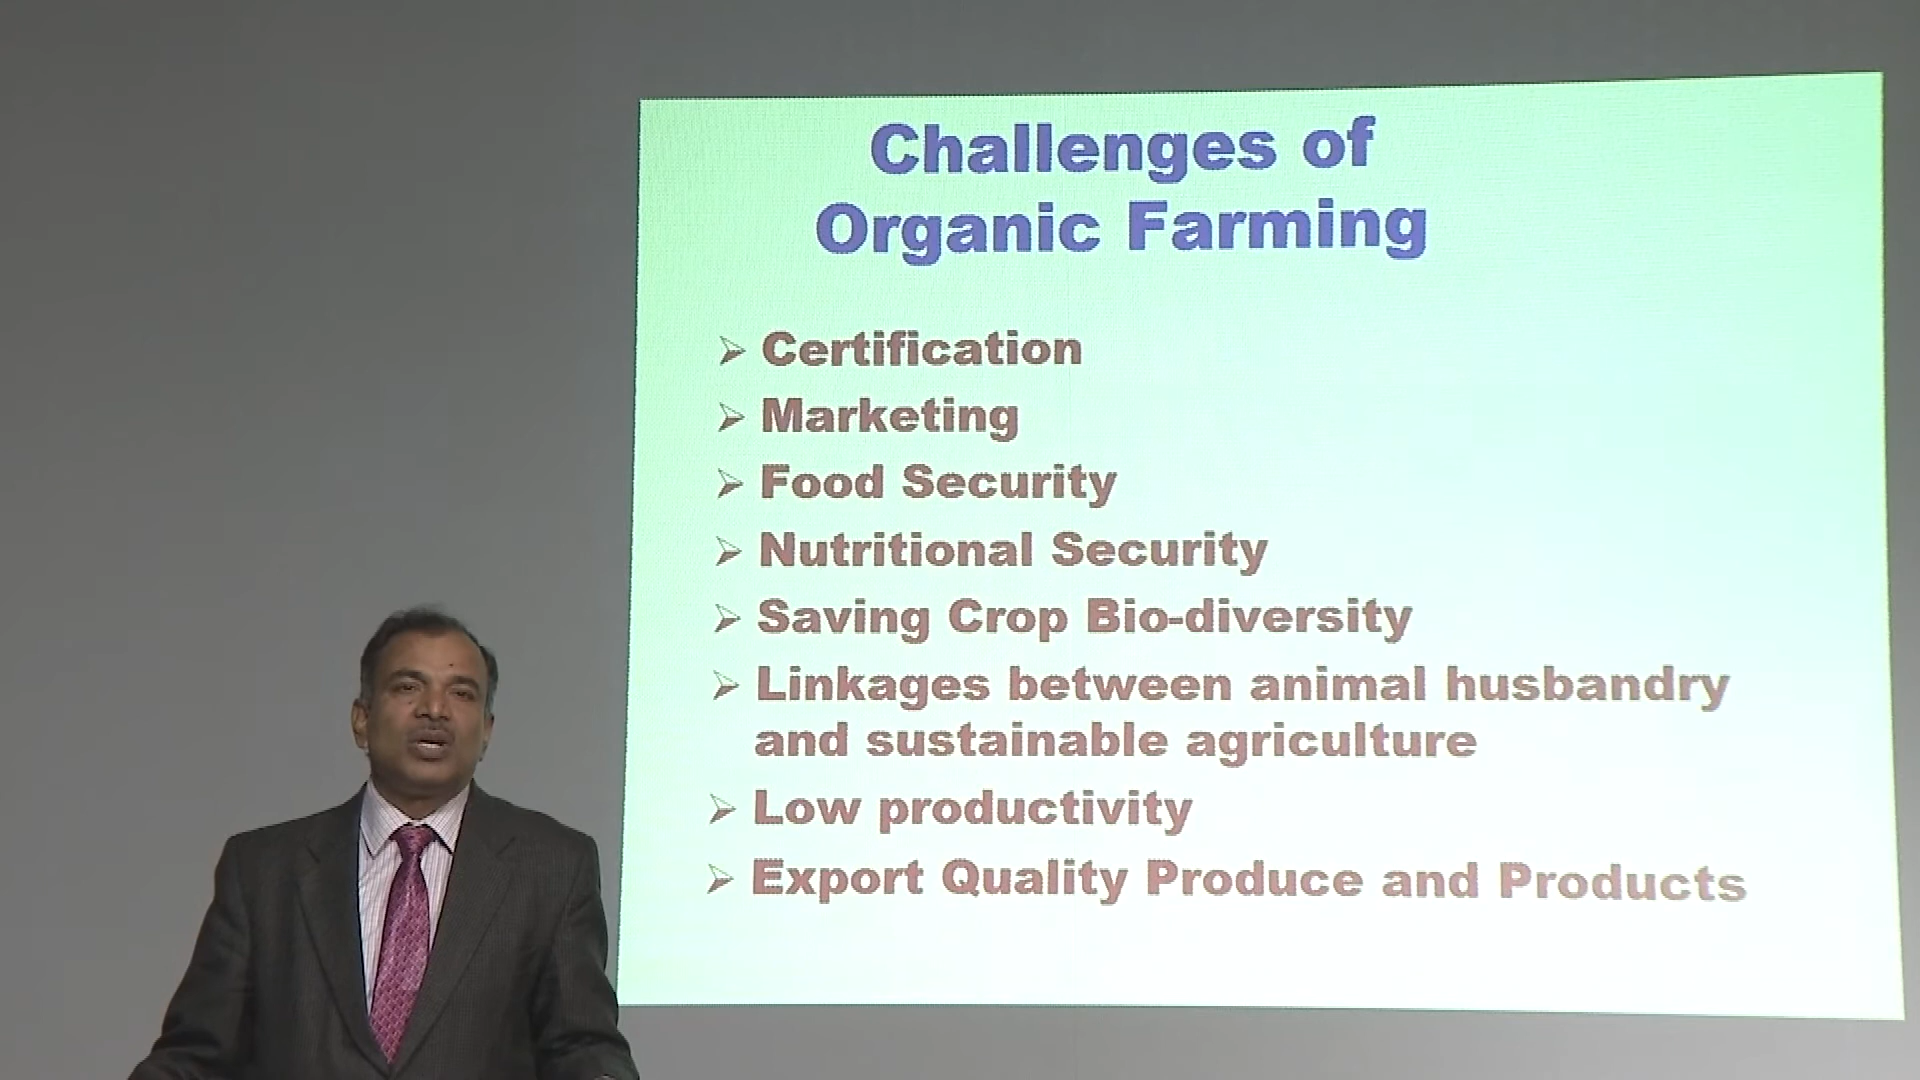 Challenges of
Organic Farming
➢ Certification
➢ Marketing
➢ Food Security
➢ Nutritional Security
➢ Saving Crop Bio-diversity
➢ Linkages between animal husbandry
and sustainable agriculture
➢ Low productivity
➢ Export Quality Produce and Products